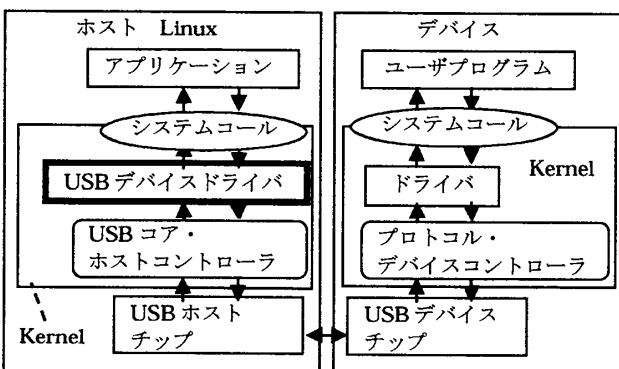 ホスト Linux
アプリケーション
システムコール
USB デバイスドライバ
USB コア・
ホストコントローラ
USB ホスト
チップ
Kernel
デバイス
ユーザプログラム
システムコール
Kernel
ドライバ
プロトコル・
デバイスコントローラ
USB デバイス
チップ